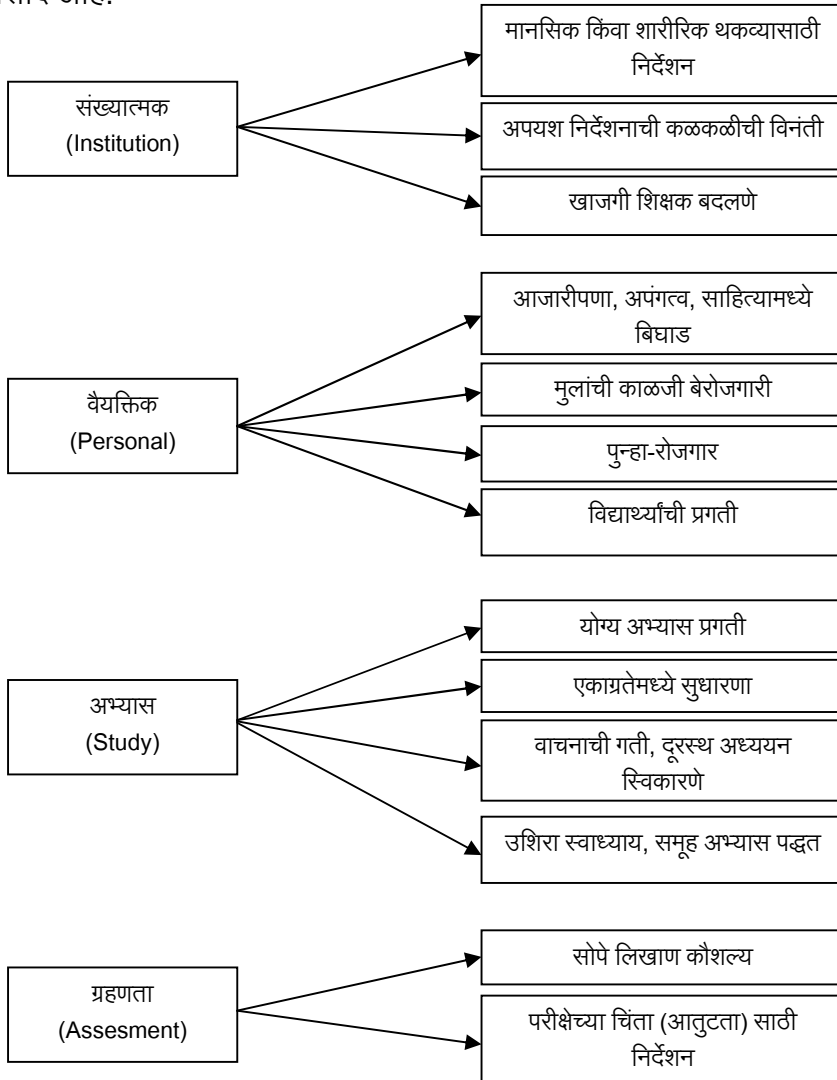 मानसिक किंवा शारीरिक थकव्यासाठी
निर्देशन
संख्यात्मक
(Institution)
अपयश निर्देशनाची कळकळीची विनंती
खाजगी शिक्षक बदलणे
आजारीपणा, अपंगत्व, साहित्यामध्ये
बिघाड
वैयक्तिक
(Personal)
मुलांची काळजी बेरोजगारी
पुन्हा-रोजगार
विद्यार्थ्यांची प्रगती
योग्य अभ्यास प्रगती
अभ्यास
(Study)
एकाग्रतेमध्ये सुधारणा
वाचनाची गती, दूरस्थ अध्ययन
स्विकारणे
उशिरा स्वाध्याय, समूह अभ्यास पद्धत
सोपे लिखाण कौशल्य
ग्रहणता
(Assesment)
परीक्षेच्या चिंता (आतुटता) साठी
निर्देशन